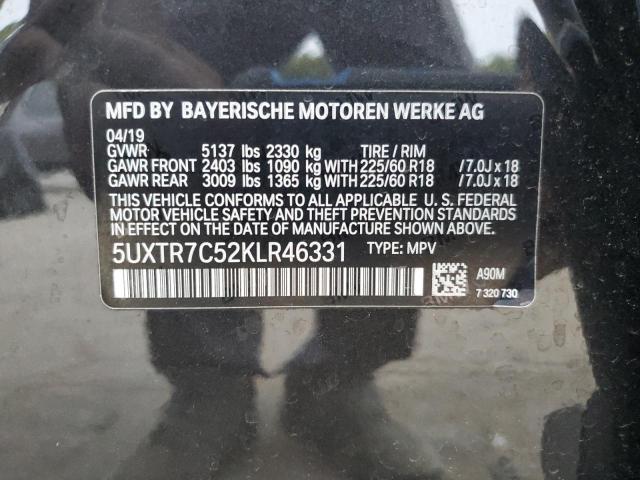 MFD BY BAYERISCHE MOTOREN WERKE AG
04/19
GVWR 5137 lbs 2330 kg TIRE / RIM
GAWR FRONT 2403 lbs 1090 kg WITH 225/60 R18 /7.0J x 18
GAWR REAR 3009 lbs 1365 kg WITH 225/60 R18 /7.0J x 18
THIS VEHICLE CONFORMS TO ALL APPLICABLE U. S. FEDERAL
MOTOR VEHICLE SAFETY AND THEFT PREVENTION STANDARDS
IN EFFECT ON THE DATE OF MANUFACTURE SHOWN ABOVE.
5UXTR7C52KLR46331 TYPE: MPV
A90M
7 320 730